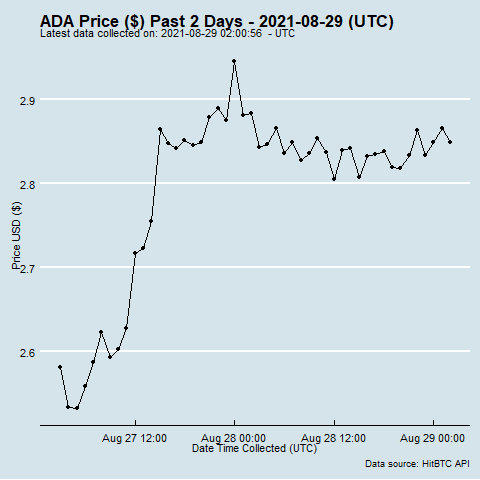 ADA Price ($) Past 2 Days - 2021-08-29 (UTC)
Latest data collected on: 2021-08-29 02:00:56 - UTC
2.9
2.8
2.7
2.6
Price USD ($)
Aug 27 12:00 Aug 28 00:00 Aug 28 12:00 Aug 29 00:00
Date Time Collected (UTC)
Data source: HitBTC API